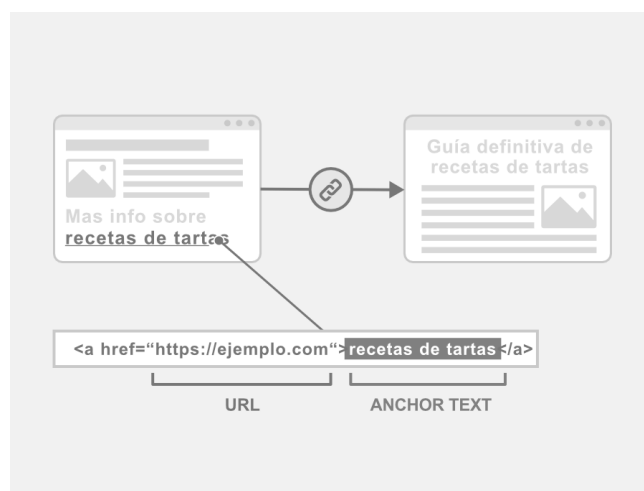 Guía definitiva de
recetas de tartas
Mas info sobre
recetas de tartas
<a href=“https://ejemplo.com“>recetas de tartas</a>
URL
ANCHOR TEXT